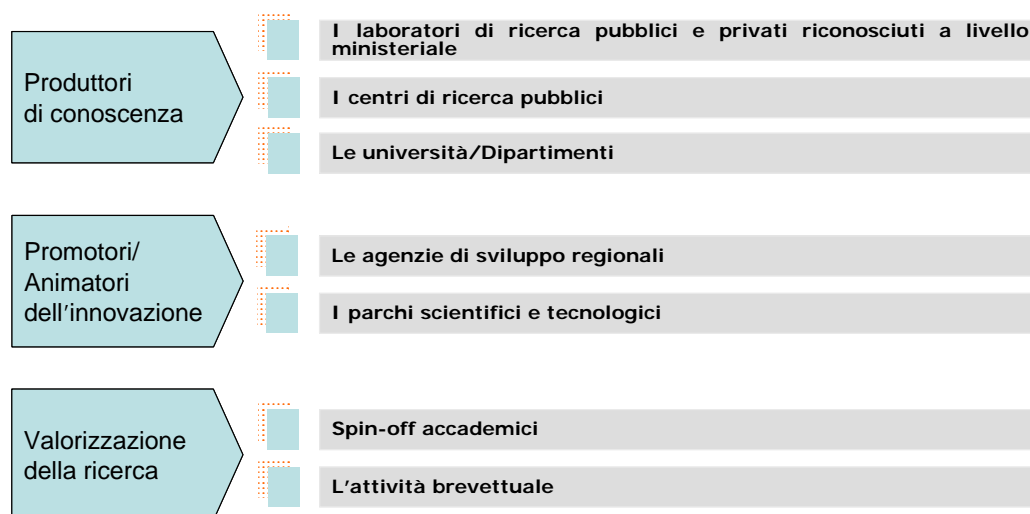 Produttori
di conoscenza
I laboratori di ricerca pubblici e privati riconosciuti a livello
ministeriale
I centri di ricerca pubblici
Le università/Dipartimenti
Promotori/
Animatori
dell'innovazione
Le agenzie di sviluppo regionali
I parchi scientifici e tecnologici
Valorizzazione
della ricerca
Spin-off accademici
L'attività brevettuale